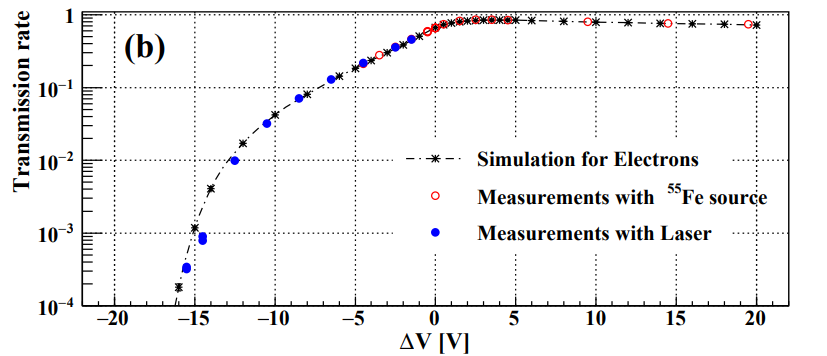 (b)
Transmission rate
1
10⁻¹
10⁻²
10⁻³
10⁻⁴
Simulation for Electrons
Measurements with ⁵⁵Fe source
Measurements with Laser
−20 −15 −10 −5 0 5 10 15 20
ΔV [V]